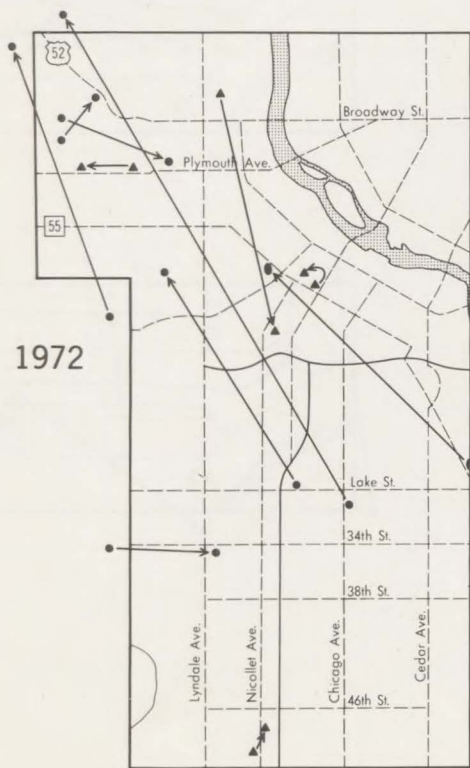 52
Broadway St.
Plymouth Ave.
55
1972
Lake St.
34th St.
38th St.
Lyndale Ave.
Nicollet Ave.
Chicago Ave.
Cedar Ave.
46th St.